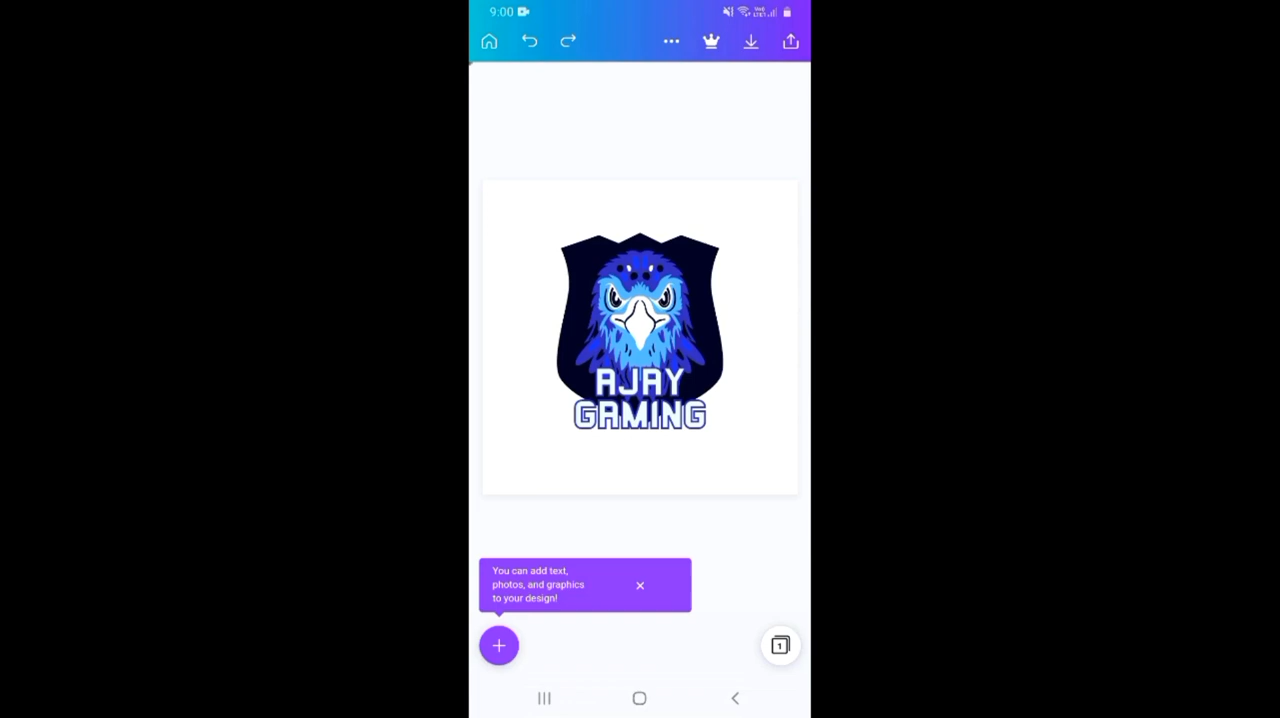 9:00
AJAY
GAMING
You can add text,
photos, and graphics
to your design!
1